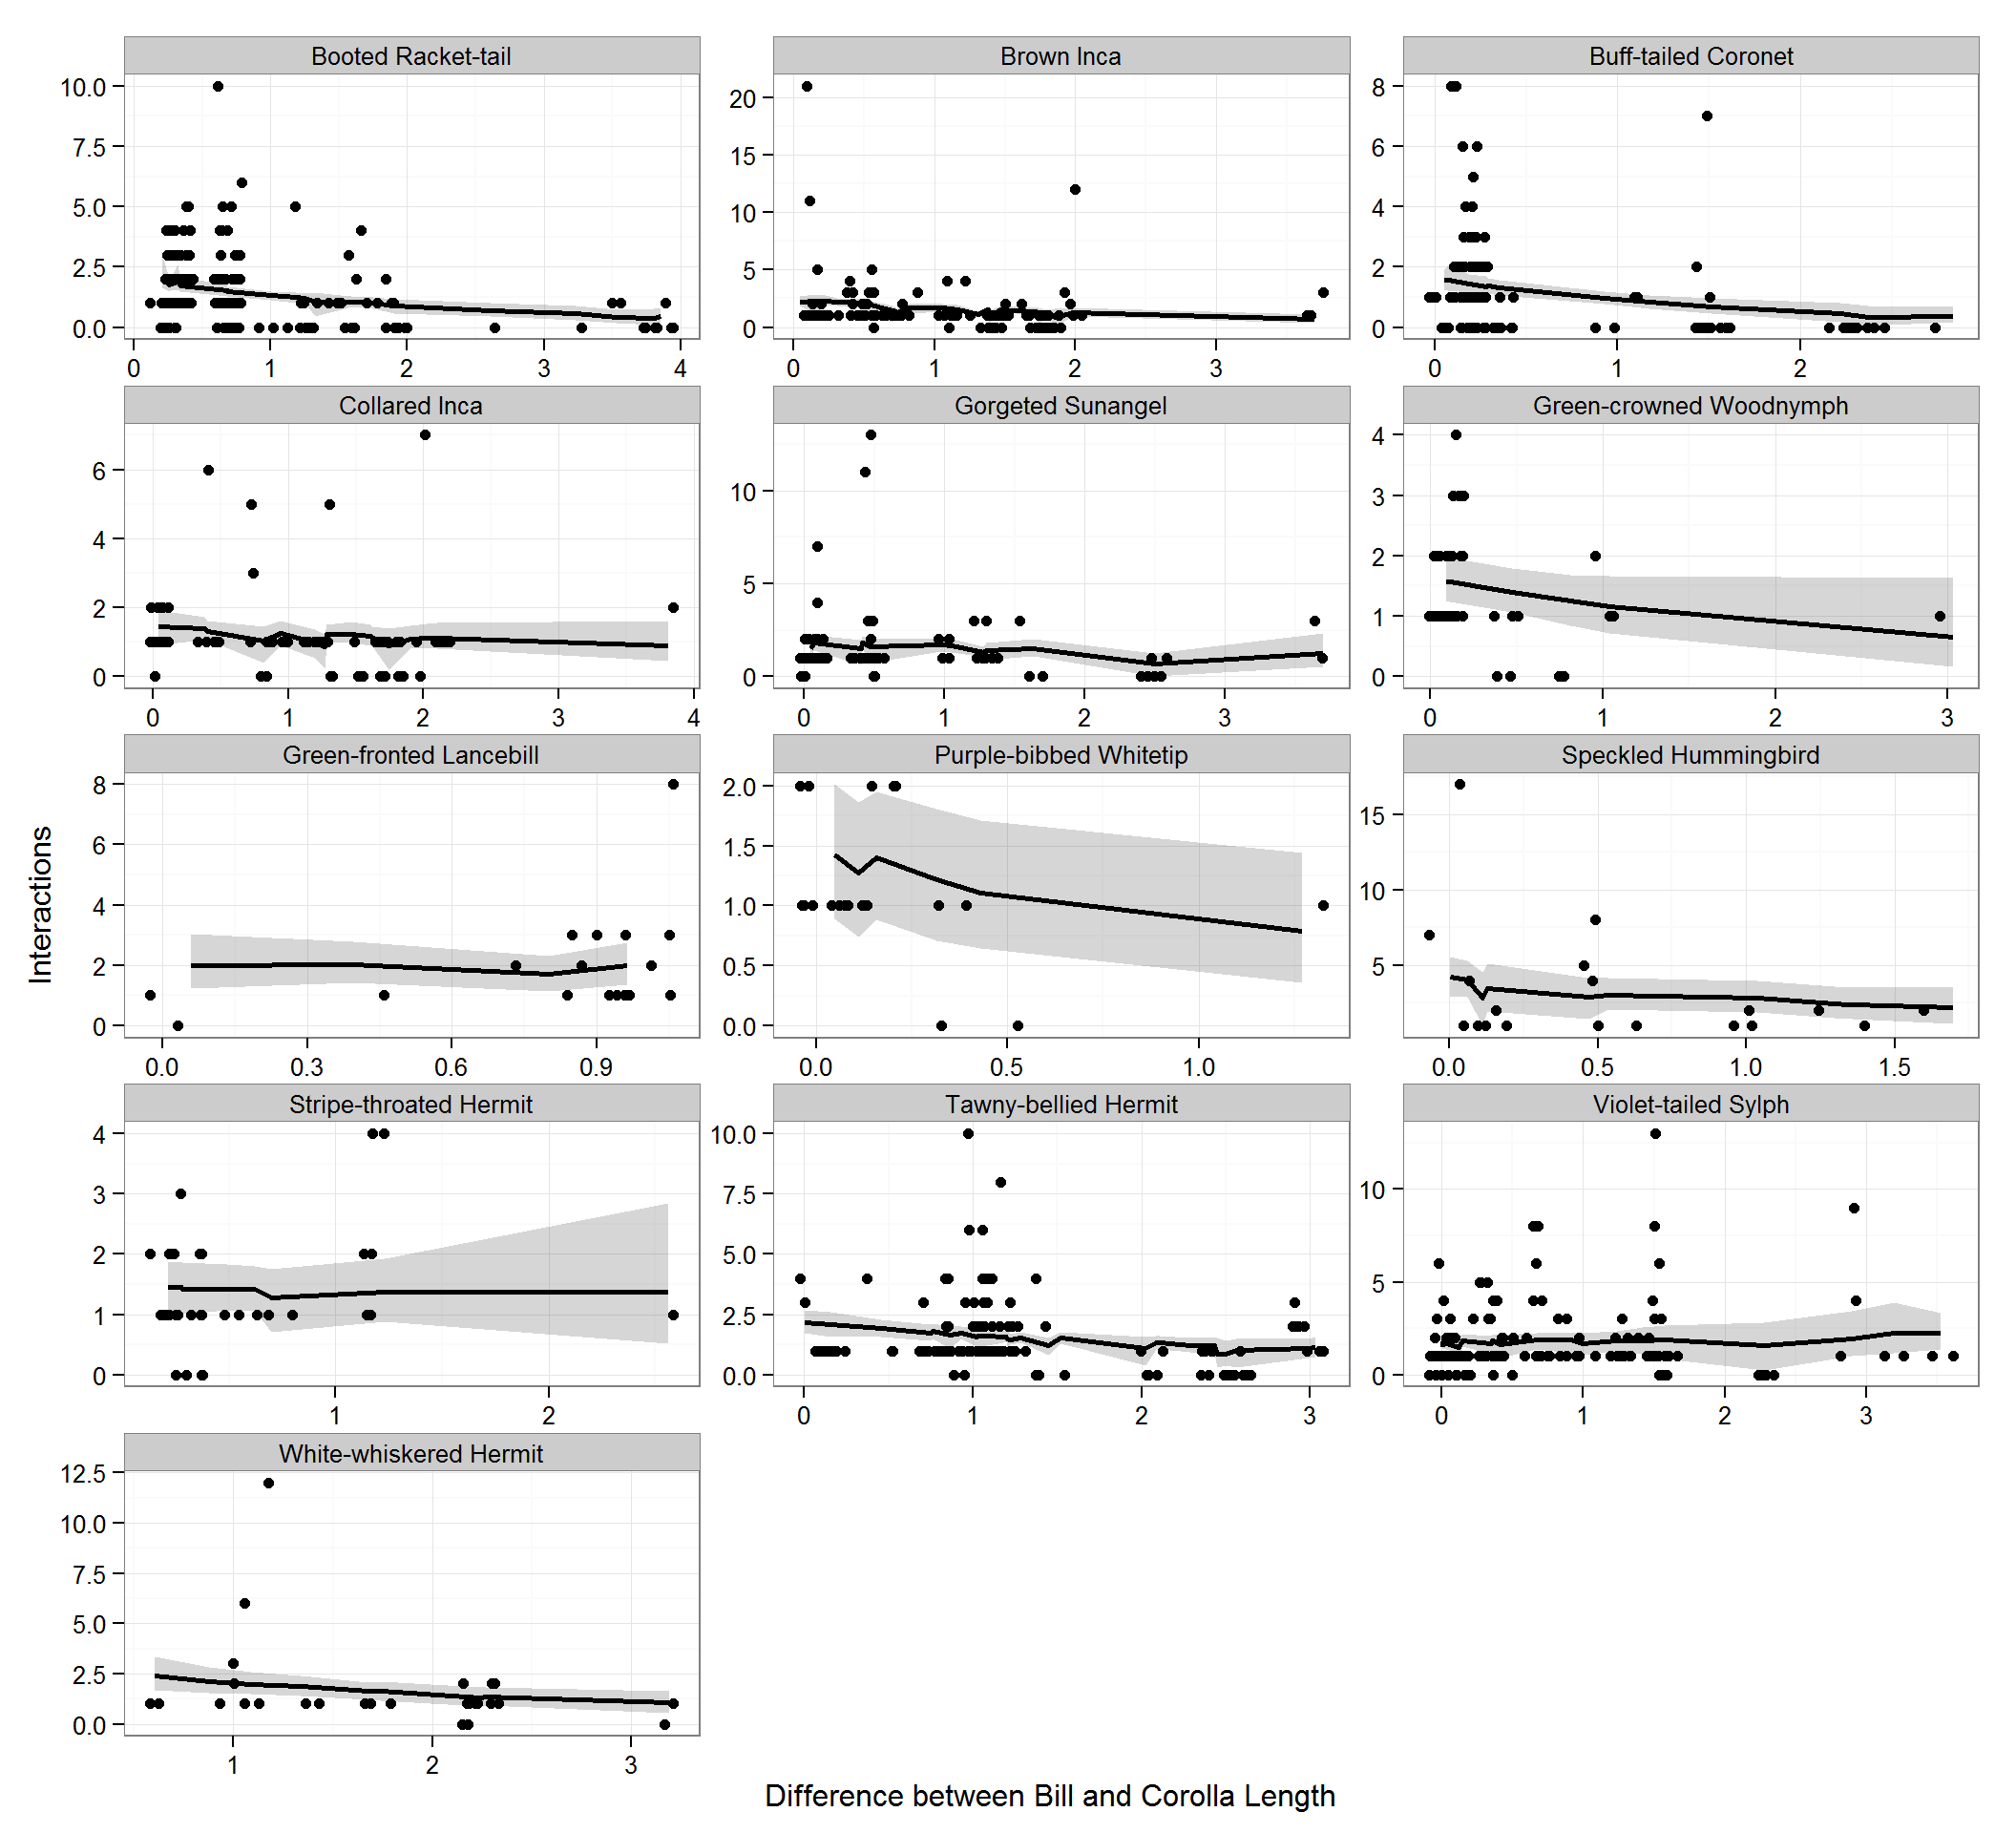 Booted Racket-tail
Brown Inca
Buff-tailed Coronet
10.0
7.5
5.0
2.5
0.0
0 1 2 3 4
20
15
10
5
0
0 1 2 3
8
6
4
2
0
0 1 2
Collared Inca
Gorgeted Sunangel
Green-crowned Woodnymph
6
4
2
0
0 1 2 3 4
10
5
0
0 1 2 3
4
3
2
1
0
0 1 2 3
Green-fronted Lancebill
Purple-bibbed Whitetip
Speckled Hummingbird
8
6
4
2
0
0.0 0.3 0.6 0.9
2.0
1.5
1.0
0.5
0.0
0.0 0.5 1.0
15
10
5
0.0 0.5 1.0 1.5
Stripe-throated Hermit
Tawny-bellied Hermit
Violet-tailed Sylph
4
3
2
1
0
1 2
10.0
7.5
5.0
2.5
0.0
0 1 2 3
10
5
0
0 1 2 3
White-whiskered Hermit
12.5
10.0
7.5
5.0
2.5
0.0
1 2 3
Interactions
Difference between Bill and Corolla Length